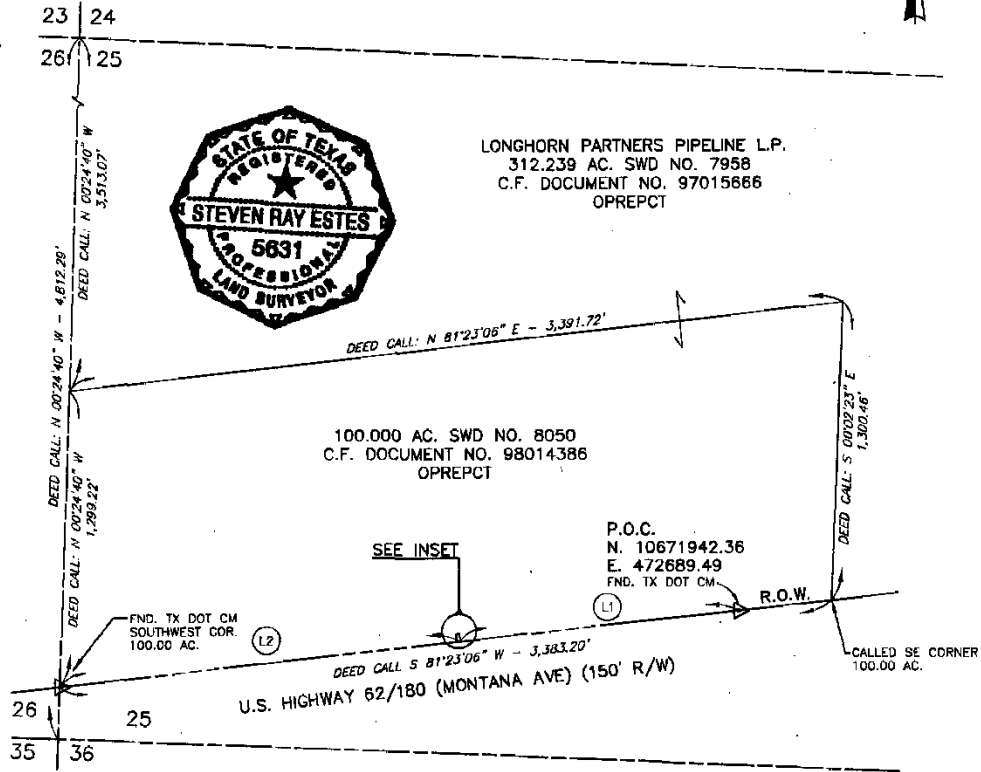 23 24
26 25
DEED CALL: N 00°24'40" W
3,513.07'
DEED CALL: N 00°24'40" W - 4,812.29'
STATE OF TEXAS
REGISTERED
STEVEN RAY ESTES
5631
PROFESSIONAL
LAND SURVEYOR
LONGHORN PARTNERS PIPELINE L.P.
312.239 AC. SWD NO. 7958
C.F. DOCUMENT NO. 97015666
OPREPCT
DEED CALL: N 81°23'06" E - 3,391.72'
DEED CALL: S 00°02'23" E
1,300.46'
100.000 AC. SWD NO. 8050
C.F. DOCUMENT NO. 98014386
OPREPCT
DEED CALL: N 00°24'40" W
1,299.22'
SEE INSET
P.O.C.
N. 10671942.36
E. 472689.49
FND. TX DOT CM
R.O.W.
L1
FND. TX DOT CM
SOUTHWEST COR.
100.00 AC.
L2
DEED CALL S 81°23'06" W - 3,383.20'
CALLED SE CORNER
100.00 AC.
U.S. HIGHWAY 62/180 (MONTANA AVE) (150' R/W)
26 25
35 36